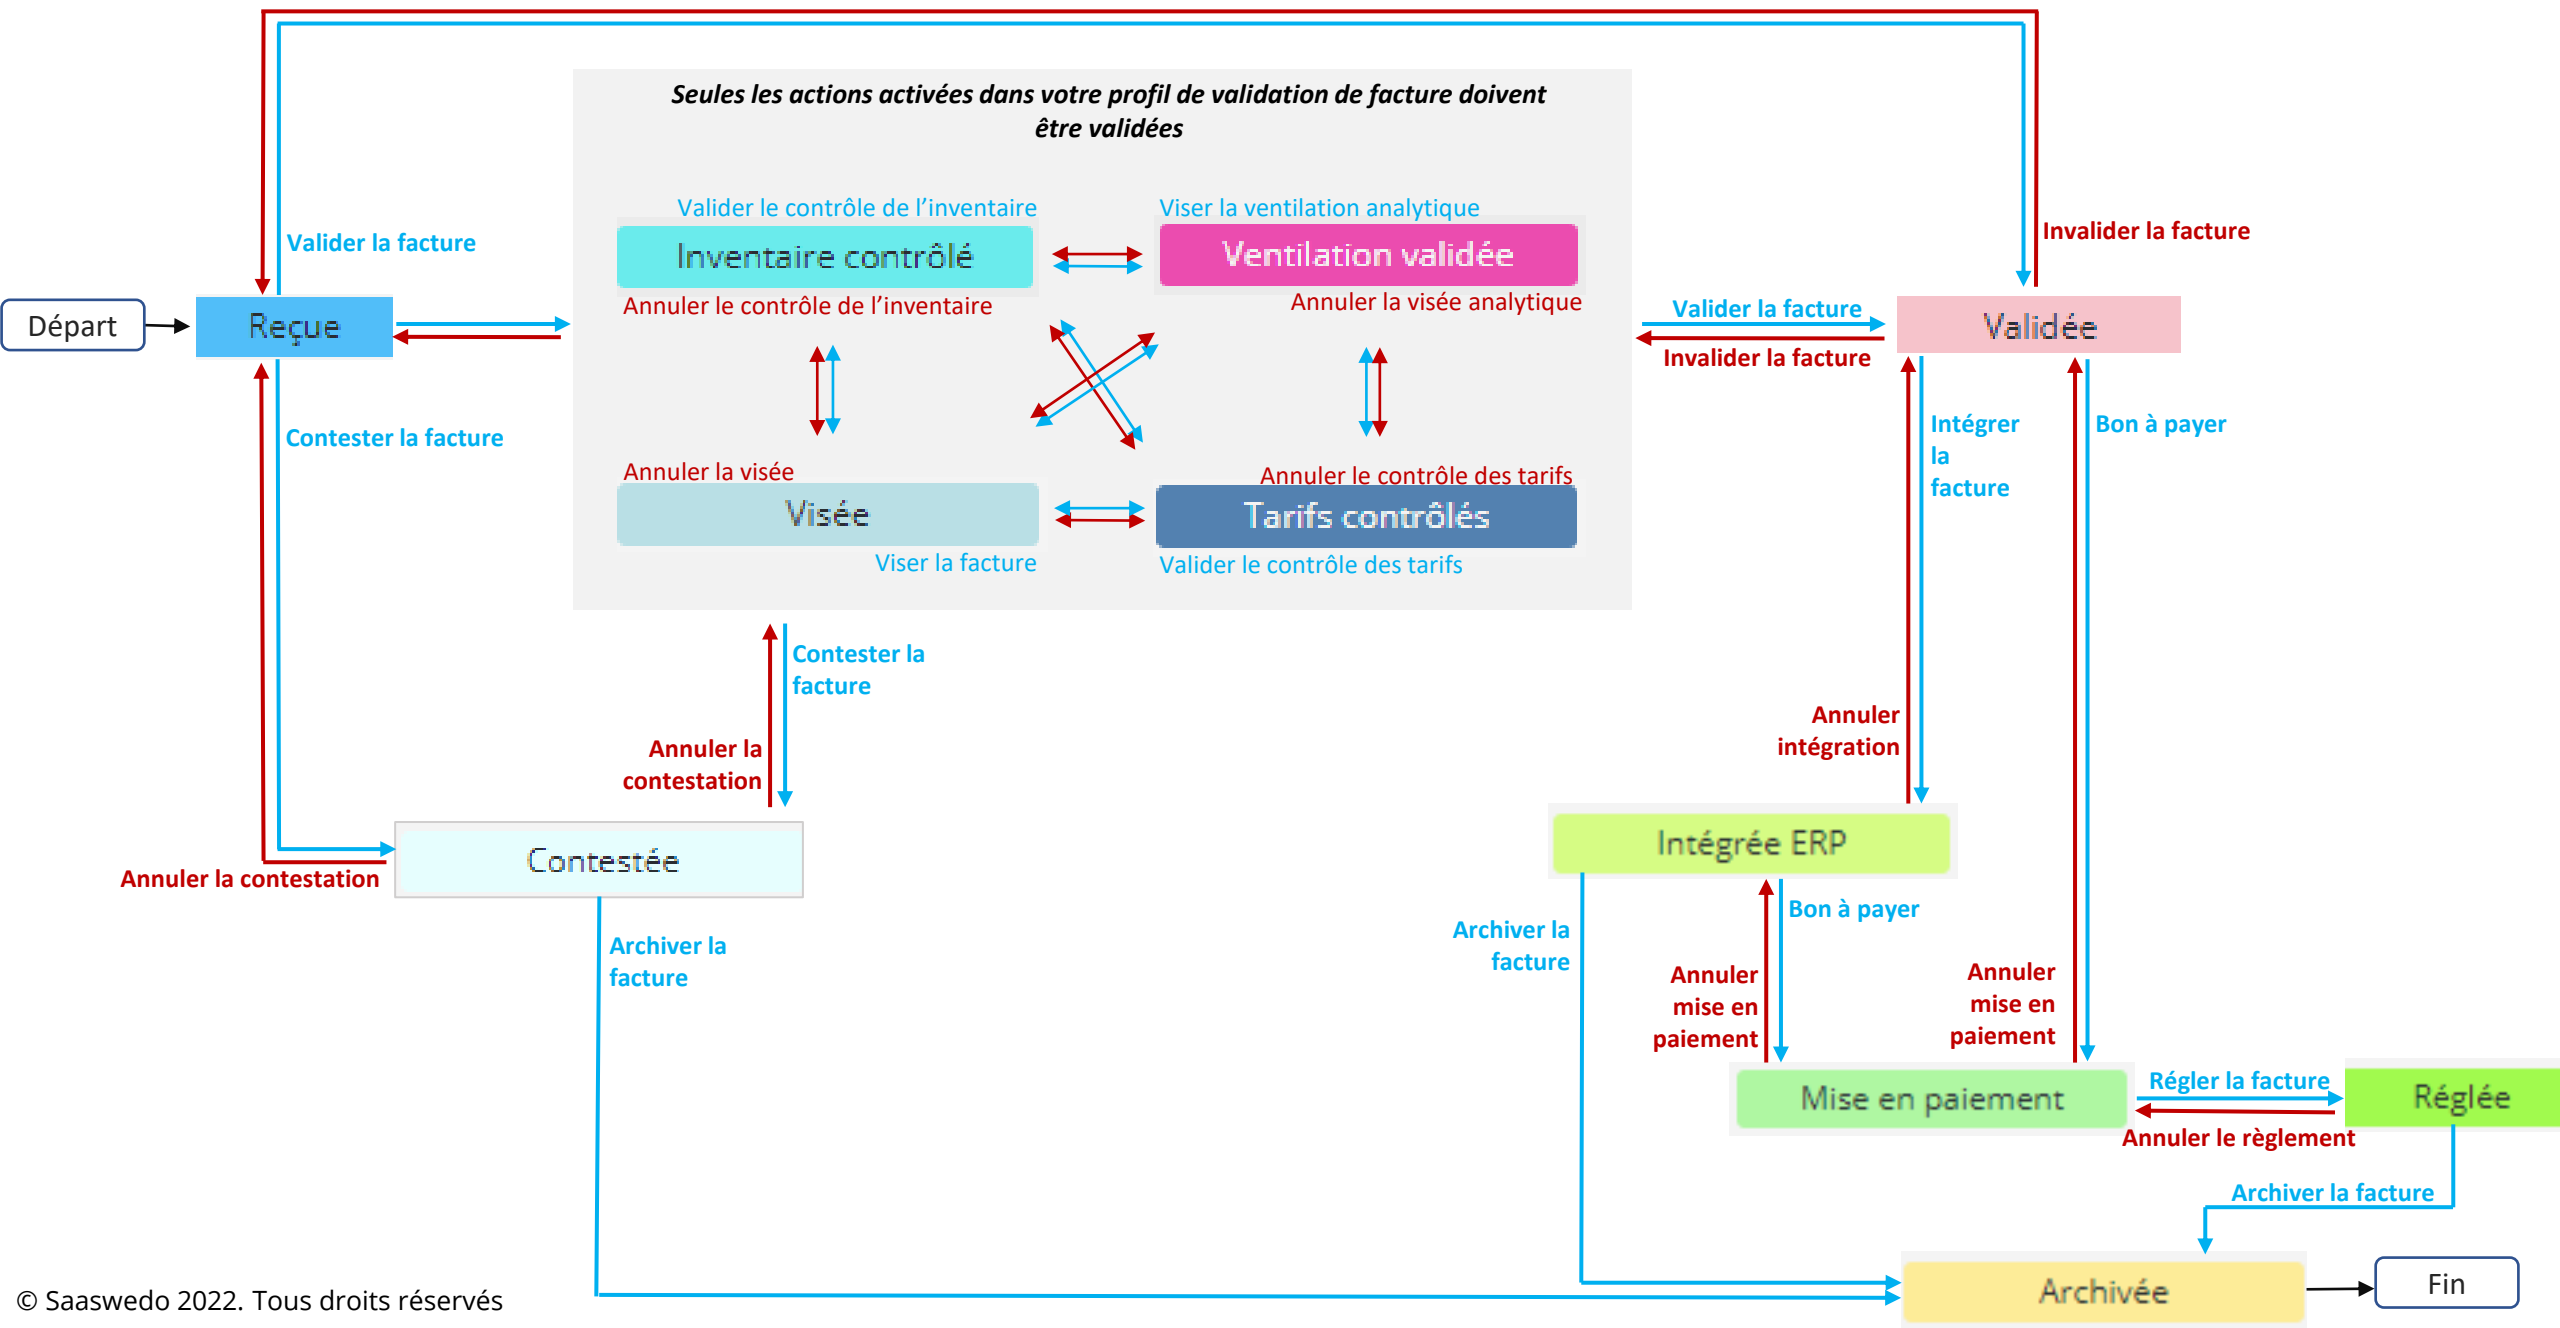 Seules les actions activées dans votre profil de validation de facture doivent
être validées
Valider le contrôle de l’inventaire
Viser la ventilation analytique
Valider la facture
Inventaire contrôlé
Ventilation validée
Invalider la facture
Annuler le contrôle de l’inventaire
Annuler la visée analytique
Départ
Reçue
Valider la facture
Validée
Invalider la facture
Contester la facture
Intégrer
la
facture
Bon à payer
Annuler la visée
Annuler le contrôle des tarifs
Visée
Tarifs contrôlés
Viser la facture
Valider le contrôle des tarifs
Contester la
facture
Annuler la
contestation
Annuler
intégration
Contestée
Intégrée ERP
Annuler la contestation
Archiver la
facture
Archiver la
facture
Bon à payer
Annuler
mise en
paiement
Annuler
mise en
paiement
Mise en paiement
Régler la facture
Réglée
Annuler le règlement
Archiver la facture
Archivée
Fin
© Saaswedo 2022. Tous droits réservés